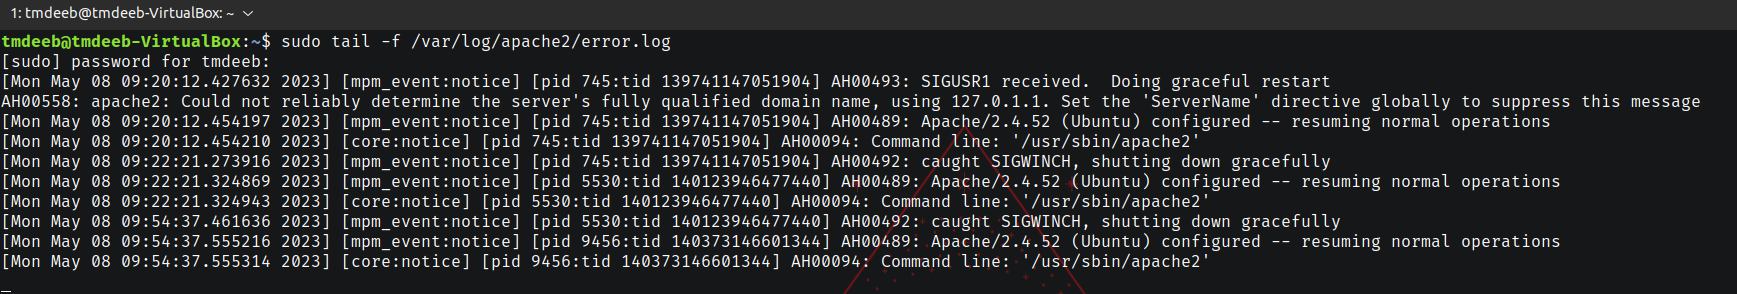 1: tmdeeb@tmdeeb-VirtualBox: ~
tmdeeb@tmdeeb-VirtualBox:~$ sudo tail -f /var/log/apache2/error.log
[sudo] password for tmdeeb:
[Mon May 08 09:20:12.427632 2023] [mpm_event:notice] [pid 745:tid 139741147051904] AH00493: SIGUSR1 received.  Doing graceful restart
AH00558: apache2: Could not reliably determine the server's fully qualified domain name, using 127.0.1.1. Set the 'ServerName' directive globally to suppress this message
[Mon May 08 09:20:12.454197 2023] [mpm_event:notice] [pid 745:tid 139741147051904] AH00489: Apache/2.4.52 (Ubuntu) configured -- resuming normal operations
[Mon May 08 09:20:12.454210 2023] [core:notice] [pid 745:tid 139741147051904] AH00094: Command line: '/usr/sbin/apache2'
[Mon May 08 09:22:21.273916 2023] [mpm_event:notice] [pid 745:tid 139741147051904] AH00492: caught SIGWINCH, shutting down gracefully
[Mon May 08 09:22:21.324869 2023] [mpm_event:notice] [pid 5530:tid 140123946477440] AH00489: Apache/2.4.52 (Ubuntu) configured -- resuming normal operations
[Mon May 08 09:22:21.324943 2023] [core:notice] [pid 5530:tid 140123946477440] AH00094: Command line: '/usr/sbin/apache2'
[Mon May 08 09:54:37.461636 2023] [mpm_event:notice] [pid 5530:tid 140123946477440] AH00492: caught SIGWINCH, shutting down gracefully
[Mon May 08 09:54:37.555216 2023] [mpm_event:notice] [pid 9456:tid 140373146601344] AH00489: Apache/2.4.52 (Ubuntu) configured -- resuming normal operations
[Mon May 08 09:54:37.555314 2023] [core:notice] [pid 9456:tid 140373146601344] AH00094: Command line: '/usr/sbin/apache2'